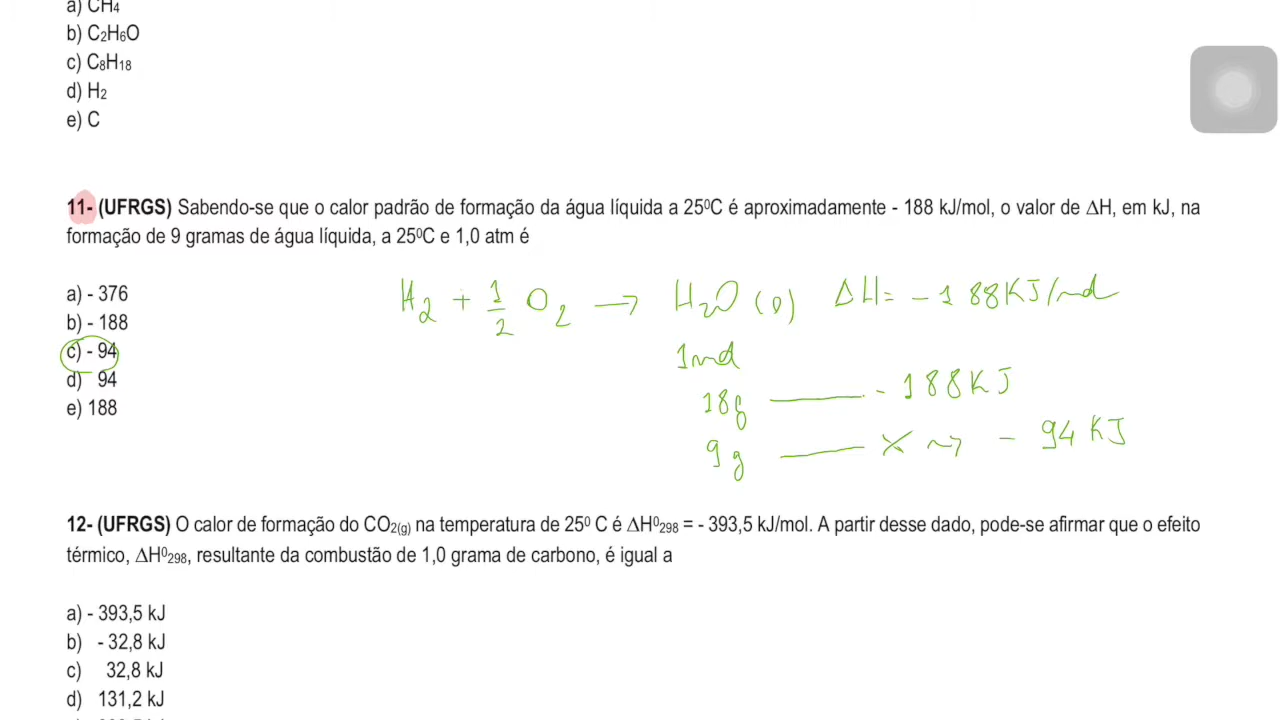 a) CH₄
b) C₂H₆O
c) C₈H₁₈
d) H₂
e) C
11- (UFRGS) Sabendo-se que o calor padrão de formação da água líquida a 25⁰C é aproximadamente - 188 kJ/mol, o valor de ΔH, em kJ, na
formação de 9 gramas de água líquida, a 25⁰C e 1,0 atm é
a) - 376
b) - 188
c) - 94
d) 94
e) 188
H₂ + 1/2 O₂ → H₂O (l) ΔH = - 188 KJ/mol
1 mol
18g — - 188 KJ
9g — X ⇝ - 94 KJ
12- (UFRGS) O calor de formação do CO₂(g) na temperatura de 25⁰ C é ΔH⁰₂₉₈ = - 393,5 kJ/mol. A partir desse dado, pode-se afirmar que o efeito
térmico, ΔH⁰₂₉₈, resultante da combustão de 1,0 grama de carbono, é igual a
a) - 393,5 kJ
b) - 32,8 kJ
c) 32,8 kJ
d) 131,2 kJ